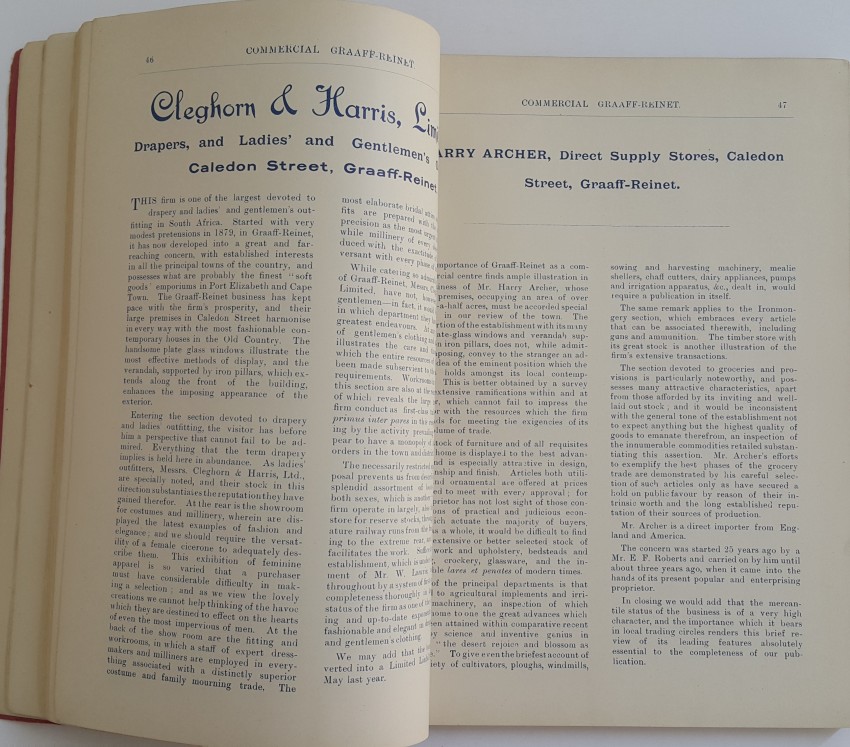 46
COMMERCIAL GRAAFF-REINET
Cleghorn & Harris, Lim
Drapers, and Ladies' and Gentlemen's
Caledon Street, Graaff-Reinet
THIS firm is one of the largest devoted to
drapery and ladies' and gentlemen's out-
fitting in South Africa. Started with very
modest pretensions in 1879, in Graaff-Reinet,
it has now developed into a great and far-
reaching concern, with established interests
in all the principal towns of the country, and
possesses what are probably the finest "soft
goods" emporiums in Port Elizabeth and Cape
Town. The Graaff-Reinet business has kept
pace with the firm's prosperity, and their
large premises in Caledon Street harmonise
in every way with the most fashionable con-
temporary houses in the Old Country. The
handsome plate glass windows illustrate the
most effective methods of display, and the
verandah, supported by iron pillars, which ex-
tends along the front of the building,
enhances the imposing appearance of the
exterior.
Entering the section devoted to drapery
and ladies' outfitting, the visitor has before
him a perspective that cannot fail to be ad-
mired. Everything that the term drapery
implies is held here in abundance. As ladies'
outfitters, Messrs. Cleghorn & Harris, Ltd.,
are specially noted, and their stock in this
direction substantiates the reputation they have
gained therefor. At the rear is the showroom
for costumes and millinery, wherein are dis-
played the latest examples of fashion and
elegance; and we should require the versat-
ility of a female cicerone to adequately des-
cribe them. This exhibition of feminine
apparel is so varied that a purchaser
must have considerable difficulty in mak-
ing a selection; and as we view the lovely
creations we cannot help thinking of the havoc
which they are destined to effect on the hearts
of even the most impervious of men. At the
back of the show room are the fitting and
workrooms, in which a staff of expert dress-
makers and milliners are employed in every-
thing associated with a distinctly superior
costume and family mourning trade. The
most elaborate bridal
fits are prepared with the
precision as the most
while millinery of every
duced with the exactitude
versant with every phase of
While catering so
of Graaff-Reinet, Messrs.
Limited, have not,
gentlemen—in fact, it would
in which department they
greatest endeavours.
of gentlemen's clothing
illustrates the care and
which the entire resources
been made subservient to
requirements.
this section are also at the
of which reveals the
firm conduct as first-class
primus inter pares in this
ing by the activity
pear to have a monopoly of
orders in the town and
The necessarily restricted
posal prevents us from
splendid assortment of
both sexes, which is another
firm operate in largely,
store for reserve stocks,
ature railway runs from the
ing to the extreme rear,
facilitates the work.
establishment, which is under
ment of Mr. W.
throughout by a system of
completeness thoroughly
status of the firm as one of
ing and up-to-date
fashionable and elegant
and gentlemen's clothing.
We may add that the
verted into a Limited
May last year.
COMMERCIAL GRAAFF-REINET.
47
ARRY ARCHER, Direct Supply Stores, Caledon
Street, Graaff-Reinet.
mportance of Graaff-Reinet as a com-
rcial centre finds ample illustration in
iness of Mr. Harry Archer, whose
premises, occupying an area of over
-a-half acres, must be accorded special
in our review of the town. The
rtion of the establishment with its many
ate-glass windows and verandah sup-
n iron pillars, does not, while admit-
mposing, convey to the stranger an ad-
dea of the eminent position which the
holds amongst its local contemp-
This is better obtained by a survey
extensive ramifications within and at
r, which cannot fail to impress the
or with the resources which the firm
ds for meeting the exigencies of its
lume of trade.
stock of furniture and of all requisites
home is displayed to the best advan-
nd is especially attractive in design,
nship and finish. Articles both utili-
nd ornamental are offered at prices
ed to meet with every approval; for
prietor has not lost sight of those con-
ons of practical and judicious econ-
ich actuate the majority of buyers.
s a whole, it would be difficult to find
extensive or better selected stock of
work and upholstery, bedsteads and
, crockery, glassware, and the in-
ble lares et penates of modern times.
of the principal departments is that
to agricultural implements and irri-
machinery, an inspection of which
ome to one the great advances which
en attained within comparative recent
y science and inventive genius in
"the desert rejoice and blossom as
" To give even the briefest account of
iety of cultivators, ploughs, windmills,
sowing and harvesting machinery, mealie
shellers, chaff cutters, dairy appliances, pumps
and irrigation apparatus, &c., dealt in, would
require a publication in itself.
The same remark applies to the Ironmon-
gery section, which embraces every article
that can be associated therewith, including
guns and ammunition. The timber store with
its great stock is another illustration of the
firm's extensive transactions.
The section devoted to groceries and pro-
visions is particularly noteworthy, and pos-
sesses many attractive characteristics, apart
from those afforded by its inviting and well-
laid out stock; and it would be inconsistent
with the general tone of the establishment not
to expect anything but the highest quality of
goods to emanate therefrom, an inspection of
the innumerable commodities retailed substan-
tiating this assertion. Mr. Archer's efforts
to exemplify the best phases of the grocery
trade are demonstrated by his careful selec-
tion of such articles only as have secured a
hold on public favour by reason of their in-
trinsic worth and the long established repu-
tation of their sources of production.
Mr. Archer is a direct importer from Eng-
land and America.
The concern was started 25 years ago by a
Mr. E. F. Roberts and carried on by him until
about three years ago, when it came into the
hands of its present popular and enterprising
proprietor.
In closing we would add that the mercan-
tile status of the business is of a very high
character, and the importance which it bears
in local trading circles renders this brief re-
view of its leading features absolutely
essential to the completeness of our pub-
lication.